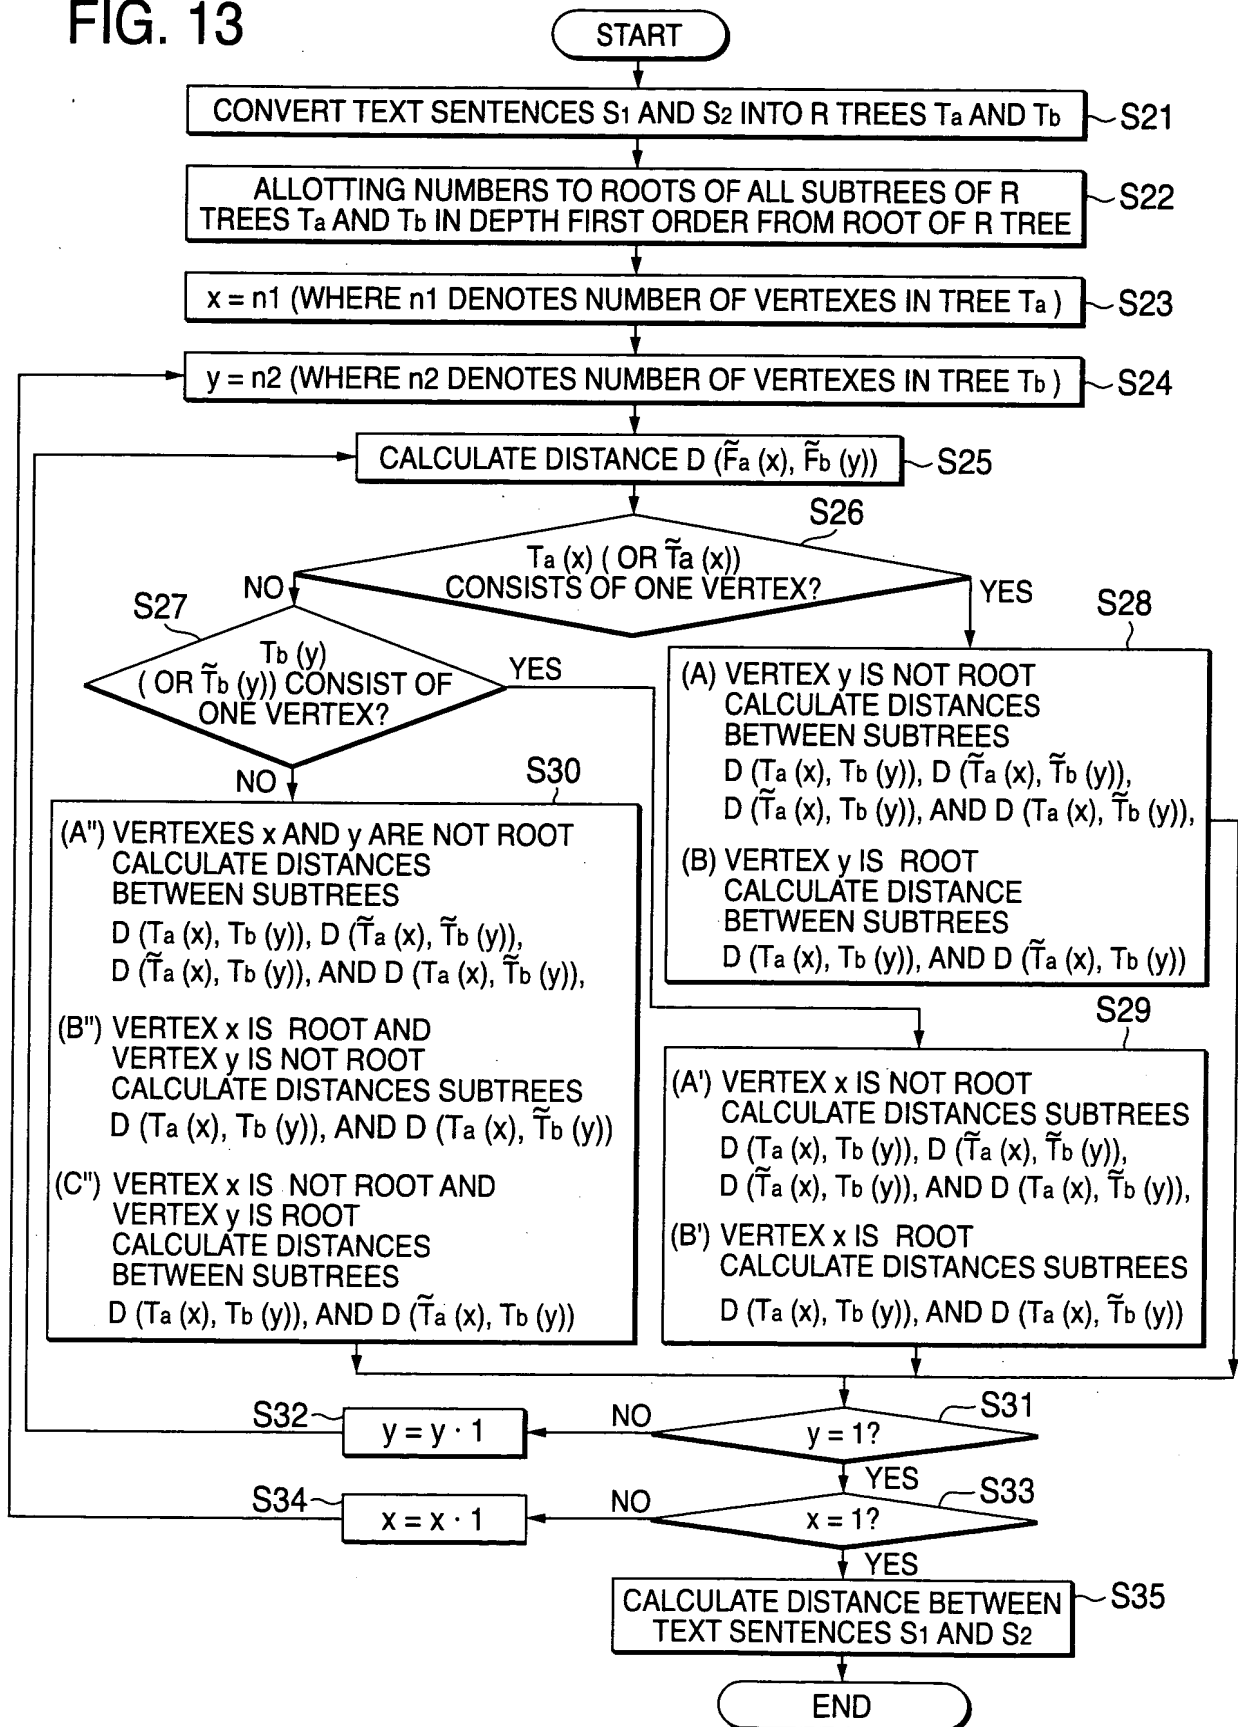 FIG. 13
START
CONVERT TEXT SENTENCES S1 AND S2 INTO R TREES Ta AND Tb
S21
ALLOTTING NUMBERS TO ROOTS OF ALL SUBTREES OF R
TREES Ta AND Tb IN DEPTH FIRST ORDER FROM ROOT OF R TREE
S22
x = n1 (WHERE n1 DENOTES NUMBER OF VERTEXES IN TREE Ta )
S23
y = n2 (WHERE n2 DENOTES NUMBER OF VERTEXES IN TREE Tb )
S24
CALCULATE DISTANCE D (F̃a (x), F̃b (y))
S25
S26
Ta (x) ( OR T̃a (x))
CONSISTS OF ONE VERTEX?
NO
YES
S27
Tb (y)
( OR T̃b (y)) CONSIST OF
ONE VERTEX?
YES
NO
S28
(A) VERTEX y IS NOT ROOT
CALCULATE DISTANCES
BETWEEN SUBTREES
D (Ta (x), Tb (y)), D (T̃a (x), T̃b (y)),
D (T̃a (x), Tb (y)), AND D (Ta (x), T̃b (y)),
(B) VERTEX y IS ROOT
CALCULATE DISTANCE
BETWEEN SUBTREES
D (Ta (x), Tb (y)), AND D (T̃a (x), Tb (y))
S30
(A") VERTEXES x AND y ARE NOT ROOT
CALCULATE DISTANCES
BETWEEN SUBTREES
D (Ta (x), Tb (y)), D (T̃a (x), T̃b (y)),
D (T̃a (x), Tb (y)), AND D (Ta (x), T̃b (y)),
(B") VERTEX x IS ROOT AND
VERTEX y IS NOT ROOT
CALCULATE DISTANCES SUBTREES
D (Ta (x), Tb (y)), AND D (Ta (x), T̃b (y))
(C") VERTEX x IS NOT ROOT AND
VERTEX y IS ROOT
CALCULATE DISTANCES
BETWEEN SUBTREES
D (Ta (x), Tb (y)), AND D (T̃a (x), Tb (y))
S29
(A') VERTEX x IS NOT ROOT
CALCULATE DISTANCES SUBTREES
D (Ta (x), Tb (y)), D (T̃a (x), T̃b (y)),
D (T̃a (x), Tb (y)), AND D (Ta (x), T̃b (y)),
(B') VERTEX x IS ROOT
CALCULATE DISTANCES SUBTREES
D (Ta (x), Tb (y)), AND D (Ta (x), T̃b (y))
S31
y = 1?
NO
YES
S32
y = y · 1
S33
x = 1?
NO
YES
S34
x = x · 1
CALCULATE DISTANCE BETWEEN
TEXT SENTENCES S1 AND S2
S35
END